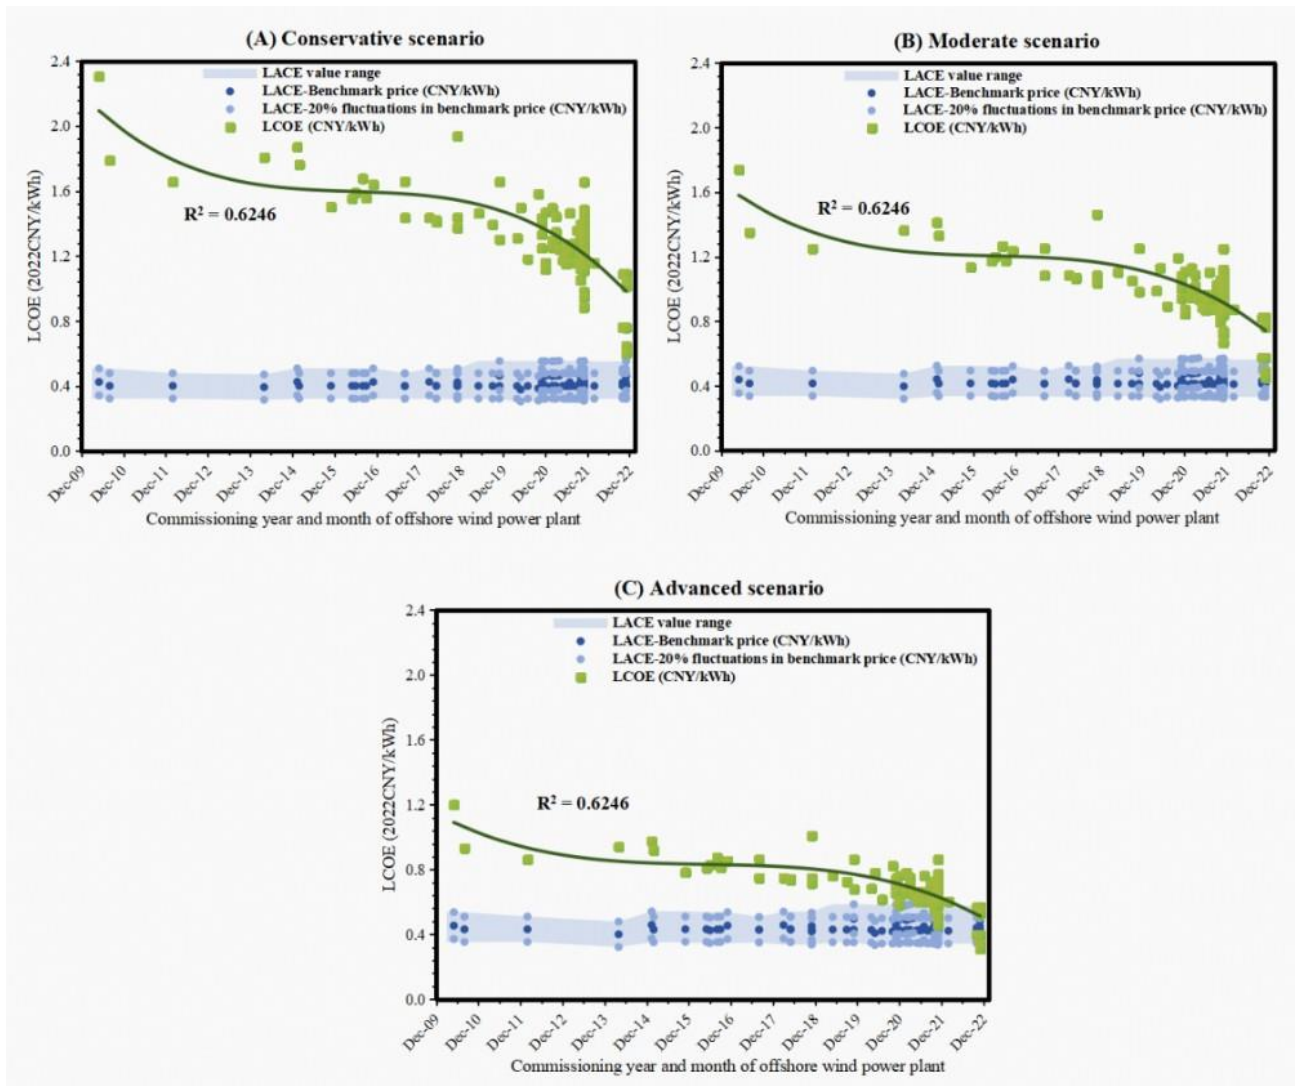 (A) Conservative scenario
2.4
2.0
1.6
1.2
0.8
0.4
0.0
LCOE (2022CNY/kWh)
LACE value range
LACE-Benchmark price (CNY/kWh)
LACE-20% fluctuations in benchmark price (CNY/kWh)
LCOE (CNY/kWh)
R² = 0.6246
Dec-09 Dec-10 Dec-11 Dec-12 Dec-13 Dec-14 Dec-15 Dec-16 Dec-17 Dec-18 Dec-19 Dec-20 Dec-21 Dec-22
Commissioning year and month of offshore wind power plant
(B) Moderate scenario
2.4
2.0
1.6
1.2
0.8
0.4
0.0
LCOE (2022CNY/kWh)
LACE value range
LACE-Benchmark price (CNY/kWh)
LACE-20% fluctuations in benchmark price (CNY/kWh)
LCOE (CNY/kWh)
R² = 0.6246
Dec-09 Dec-10 Dec-11 Dec-12 Dec-13 Dec-14 Dec-15 Dec-16 Dec-17 Dec-18 Dec-19 Dec-20 Dec-21 Dec-22
Commissioning year and month of offshore wind power plant
(C) Advanced scenario
2.4
2.0
1.6
1.2
0.8
0.4
0.0
LCOE (2022CNY/kWh)
LACE value range
LACE-Benchmark price (CNY/kWh)
LACE-20% fluctuations in benchmark price (CNY/kWh)
LCOE (CNY/kWh)
R² = 0.6246
Dec-09 Dec-10 Dec-11 Dec-12 Dec-13 Dec-14 Dec-15 Dec-16 Dec-17 Dec-18 Dec-19 Dec-20 Dec-21 Dec-22
Commissioning year and month of offshore wind power plant